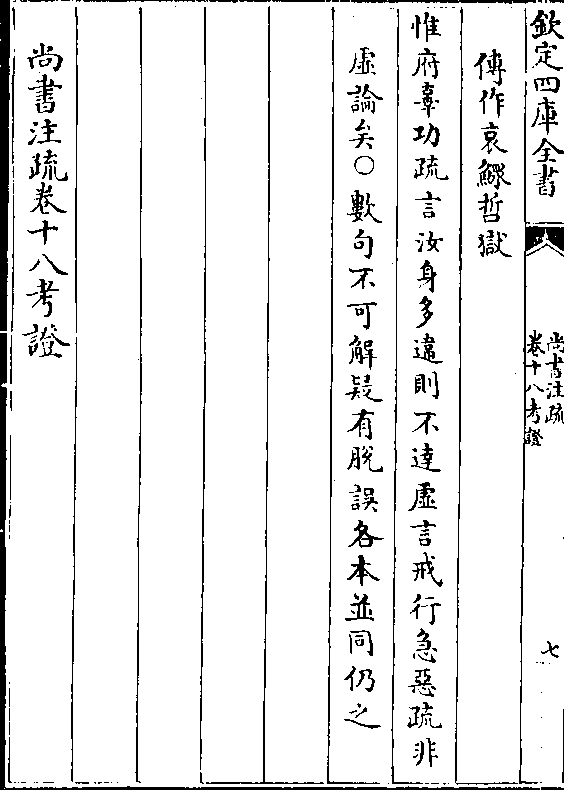 欽定四庫全書
尚書注疏
卷十八考證
七
傳作哀鰥哲獄
惟府辜功疏言汝身多違則不達虛言戒行急惡疏非
虛論矣○數句不可解疑有脫誤各本並同仍之
尚書注疏卷十八考證